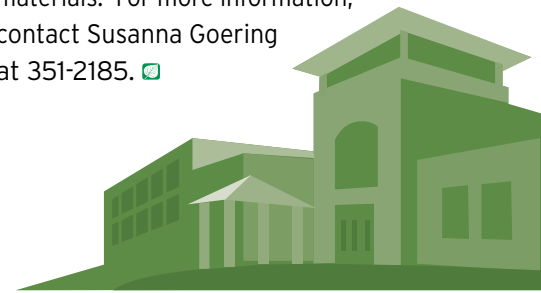 materials. For more information,
contact Susanna Goering
at 351-2185.